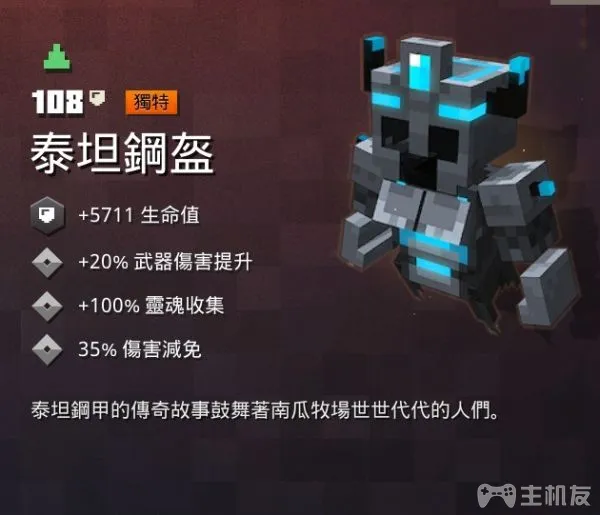 108
獨特
泰坦鋼盔
+5711 生命值
+20% 武器傷害提升
+100% 靈魂收集
35% 傷害減免
泰坦鋼甲的傳奇故事鼓舞著南瓜牧場世世代代的人們。
主机友